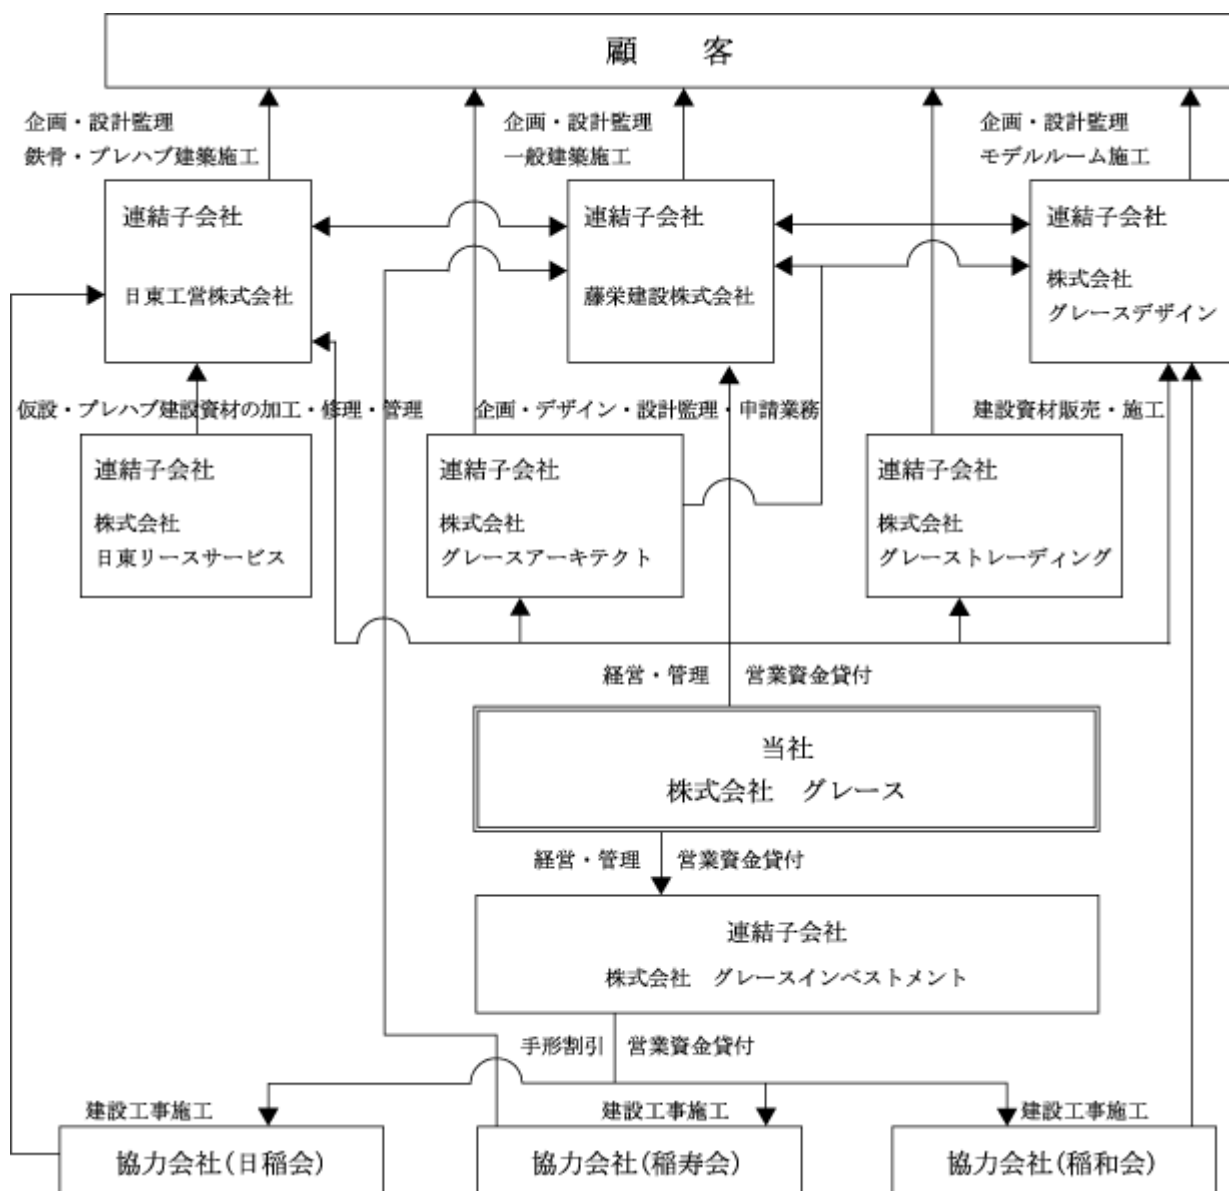 顧　　客
企画・設計監理
鉄骨・プレハブ建築施工
企画・設計監理
一般建築施工
企画・設計監理
モデルルーム施工
連結子会社
日東工営株式会社
連結子会社
藤栄建設株式会社
連結子会社
株式会社
グレースデザイン
仮設・プレハブ建設資材の加工・修理・管理
企画・デザイン・設計監理・申請業務
建設資材販売・施工
連結子会社
株式会社
日東リースサービス
連結子会社
株式会社
グレースアーキテクト
連結子会社
株式会社
グレーストレーディング
経営・管理　営業資金貸付
当社
株式会社　グレース
経営・管理　営業資金貸付
連結子会社
株式会社　グレースインベストメント
手形割引　営業資金貸付
建設工事施工
建設工事施工
建設工事施工
協力会社(日稲会)
協力会社(稲寿会)
協力会社(稲和会)